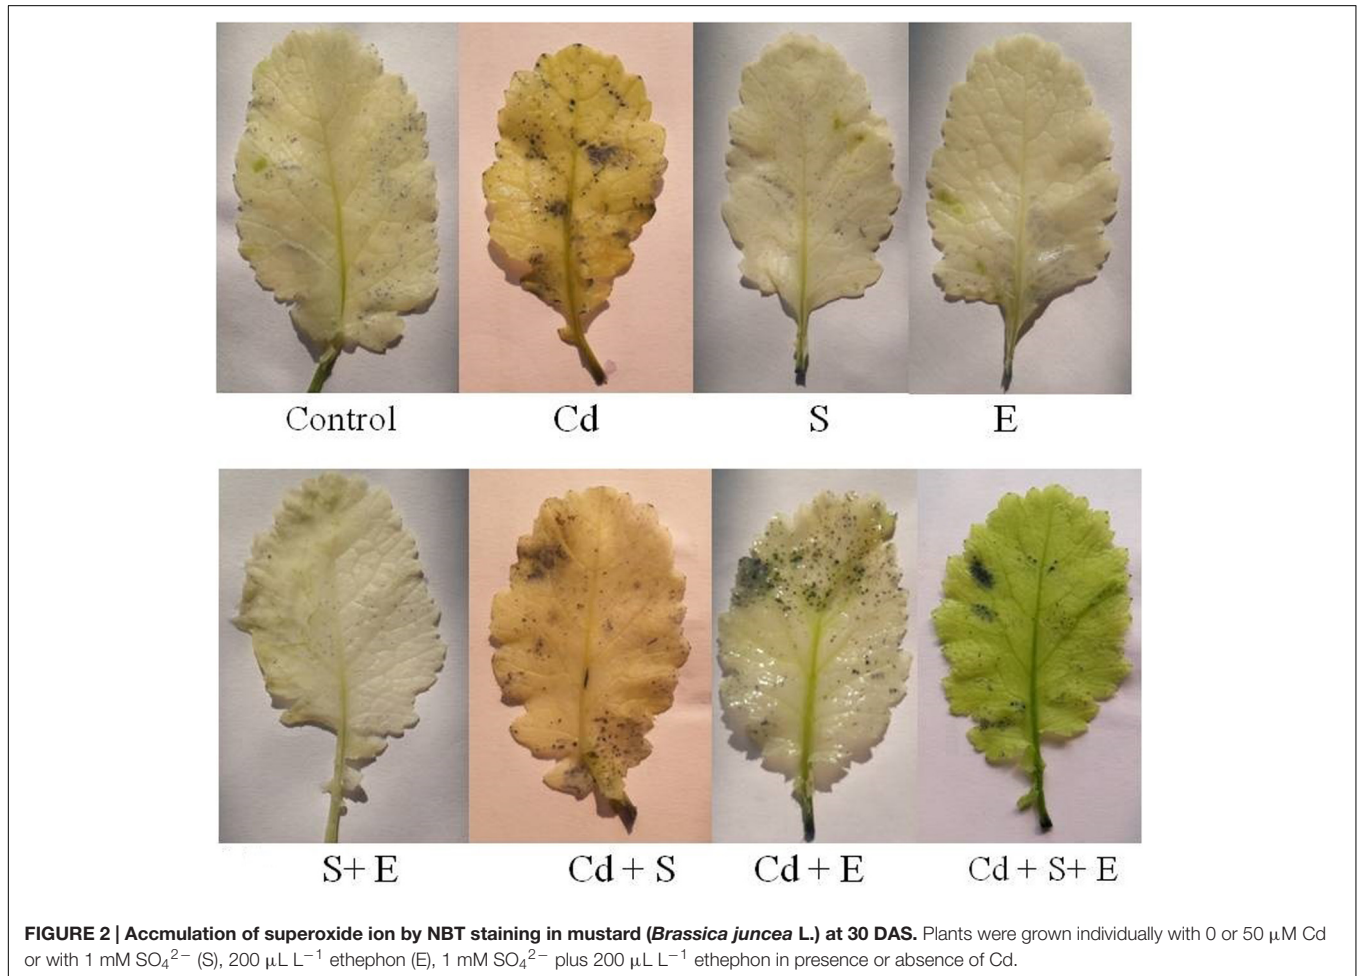 Control Cd S E
S+ E Cd + S Cd + E Cd + S+ E
FIGURE 2 | Accmulation of superoxide ion by NBT staining in mustard (Brassica juncea L.) at 30 DAS. Plants were grown individually with 0 or 50 μM Cd
or with 1 mM SO₄²⁻ (S), 200 μL L⁻¹ ethephon (E), 1 mM SO₄²⁻ plus 200 μL L⁻¹ ethephon in presence or absence of Cd.